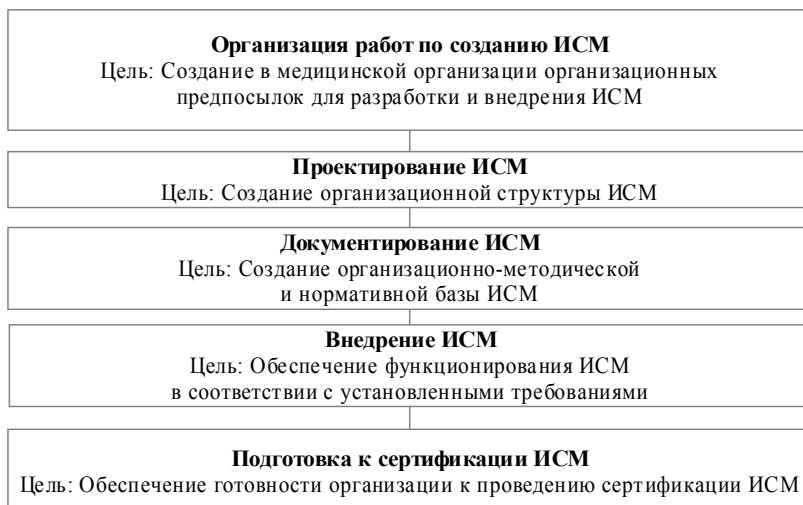 Организация работ по созданию ИСМ
Цель: Создание в медицинской организации организационных
предпосылок для разработки и внедрения ИСМ
Проектирование ИСМ
Цель: Создание организационной структуры ИСМ
Документирование ИСМ
Цель: Создание организационно-методической
и нормативной базы ИСМ
Внедрение ИСМ
Цель: Обеспечение функционирования ИСМ
в соответствии с установленными требованиями
Подготовка к сертификации ИСМ
Цель: Обеспечение готовности организации к проведению сертификации ИСМ